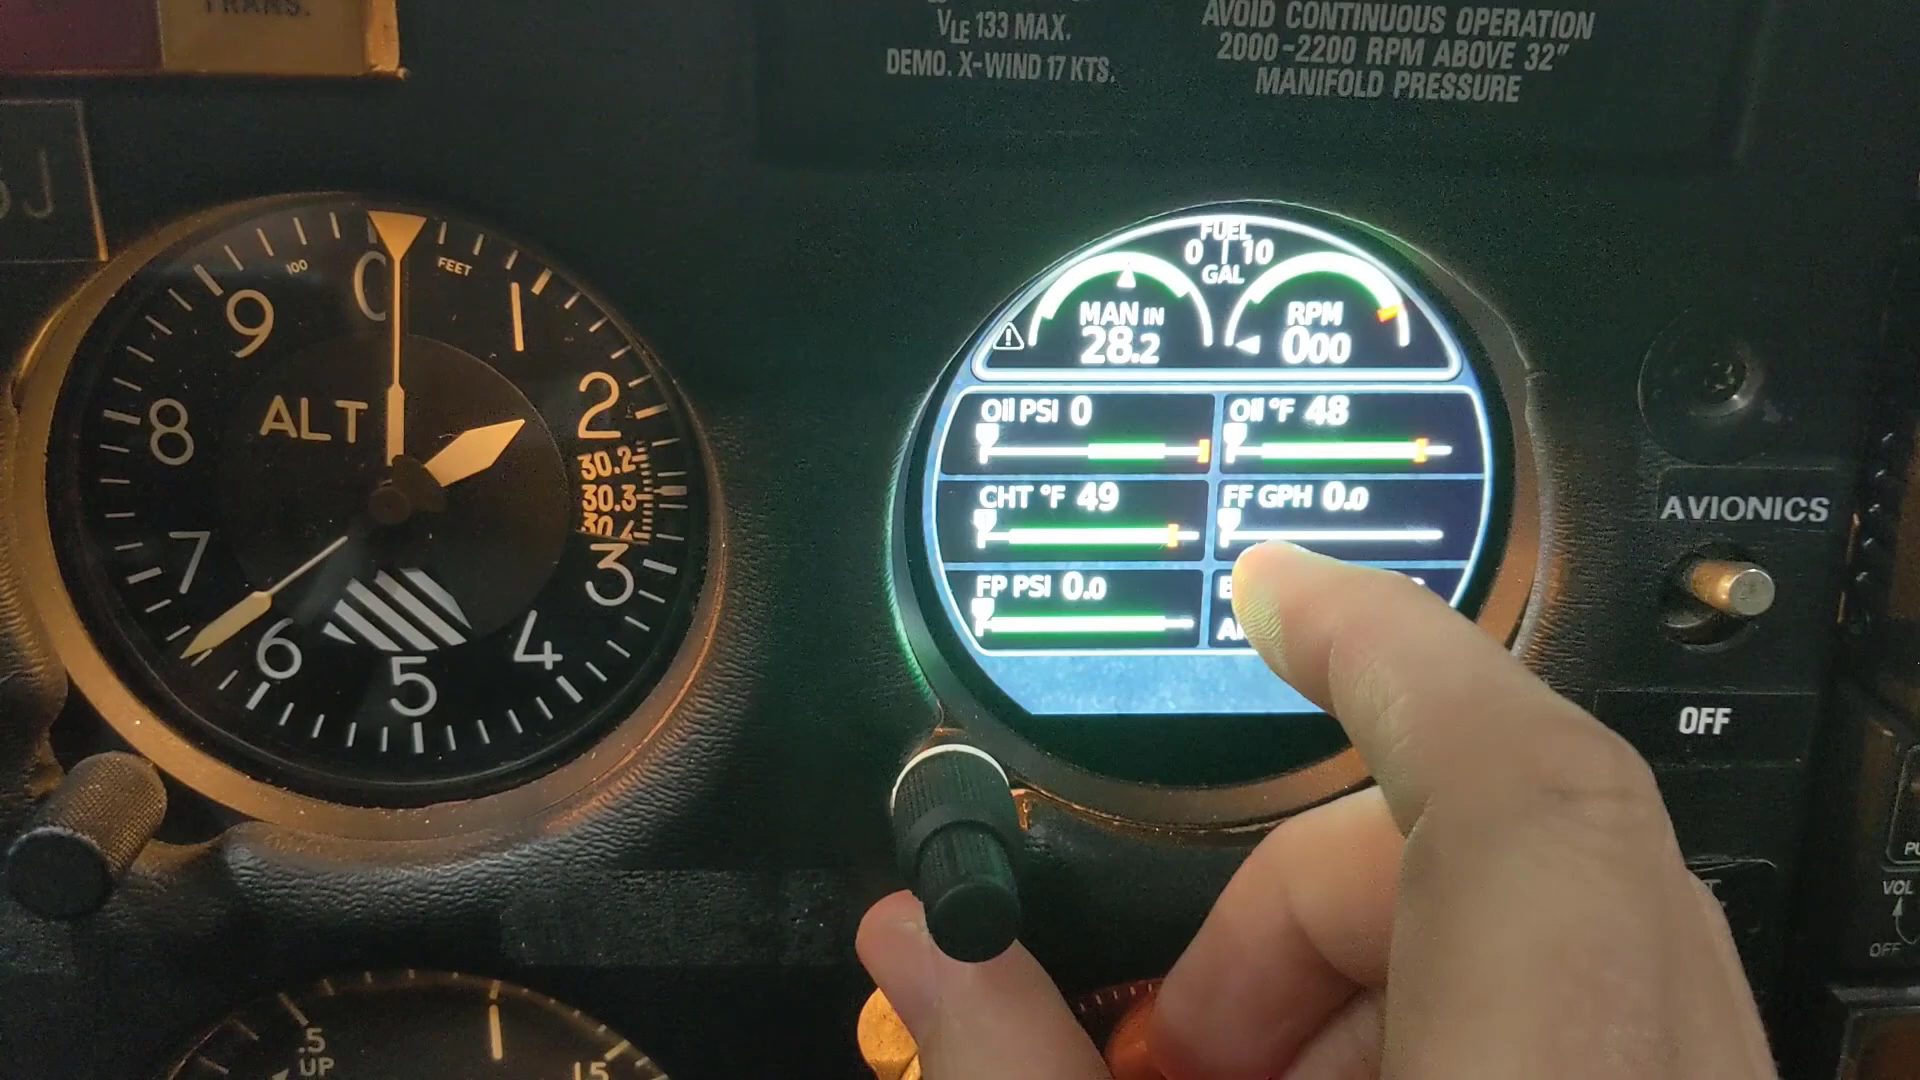 TRANS.
VLE 133 MAX.
DEMO. X-WIND 17 KTS.
AVOID CONTINUOUS OPERATION
2000-2200 RPM ABOVE 32"
MANIFOLD PRESSURE
J
100
FEET
0
9
8
7
6
5
4
3
2
ALT
30.2
30.3
FUEL
0 10
GAL
MAN IN
28.2
RPM
000
Oil PSI 0
Oil °F 48
CHT °F 49
FF GPH 0.0
FP PSI 0.0
AVIONICS
OFF
VOL
OFF
.5
UP
15